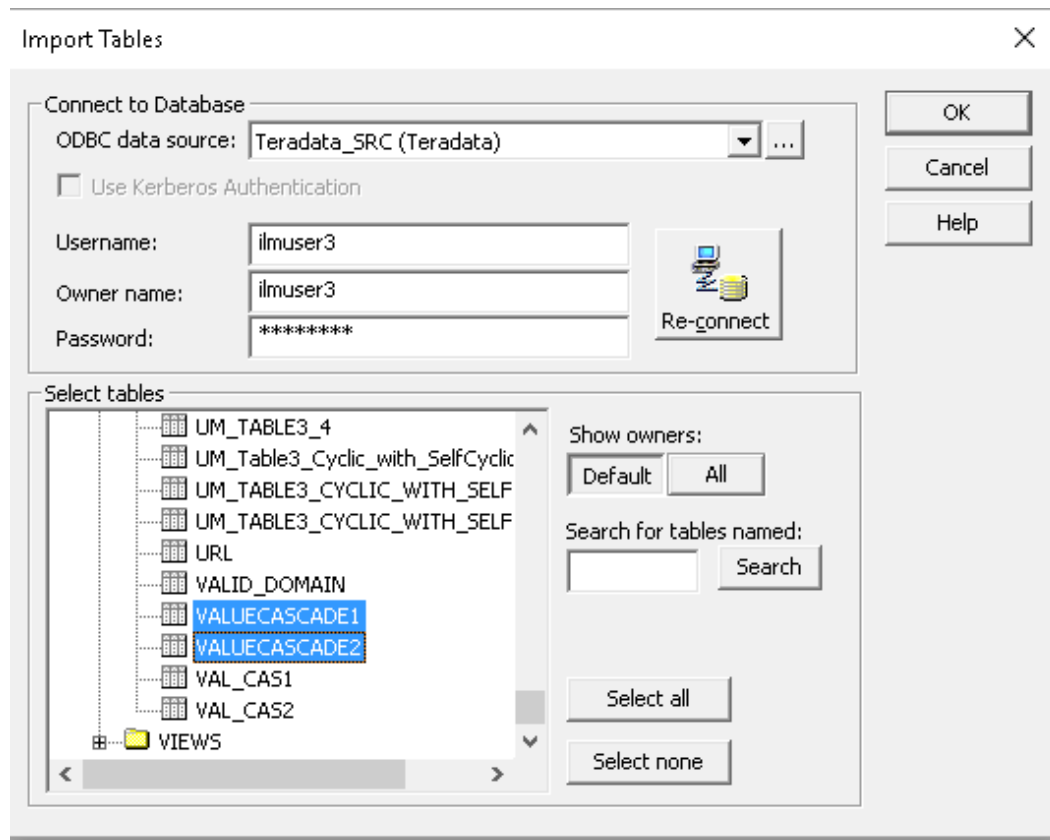 Import Tables
Connect to Database
ODBC data source: Teradata_SRC (Teradata) ...
Use Kerberos Authentication
Username: ilmuser3
Owner name: ilmuser3
Password: ********
Re-connect
OK
Cancel
Help
Select tables
UM_TABLE3_4
UM_Table3_Cyclic_with_SelfCyclic
UM_TABLE3_CYCLIC_WITH_SELF
UM_TABLE3_CYCLIC_WITH_SELF
URL
VALID_DOMAIN
VALUECASCADE1
VALUECASCADE2
VAL_CAS1
VAL_CAS2
VIEWS
Show owners:
Default All
Search for tables named:
Search
Select all
Select none